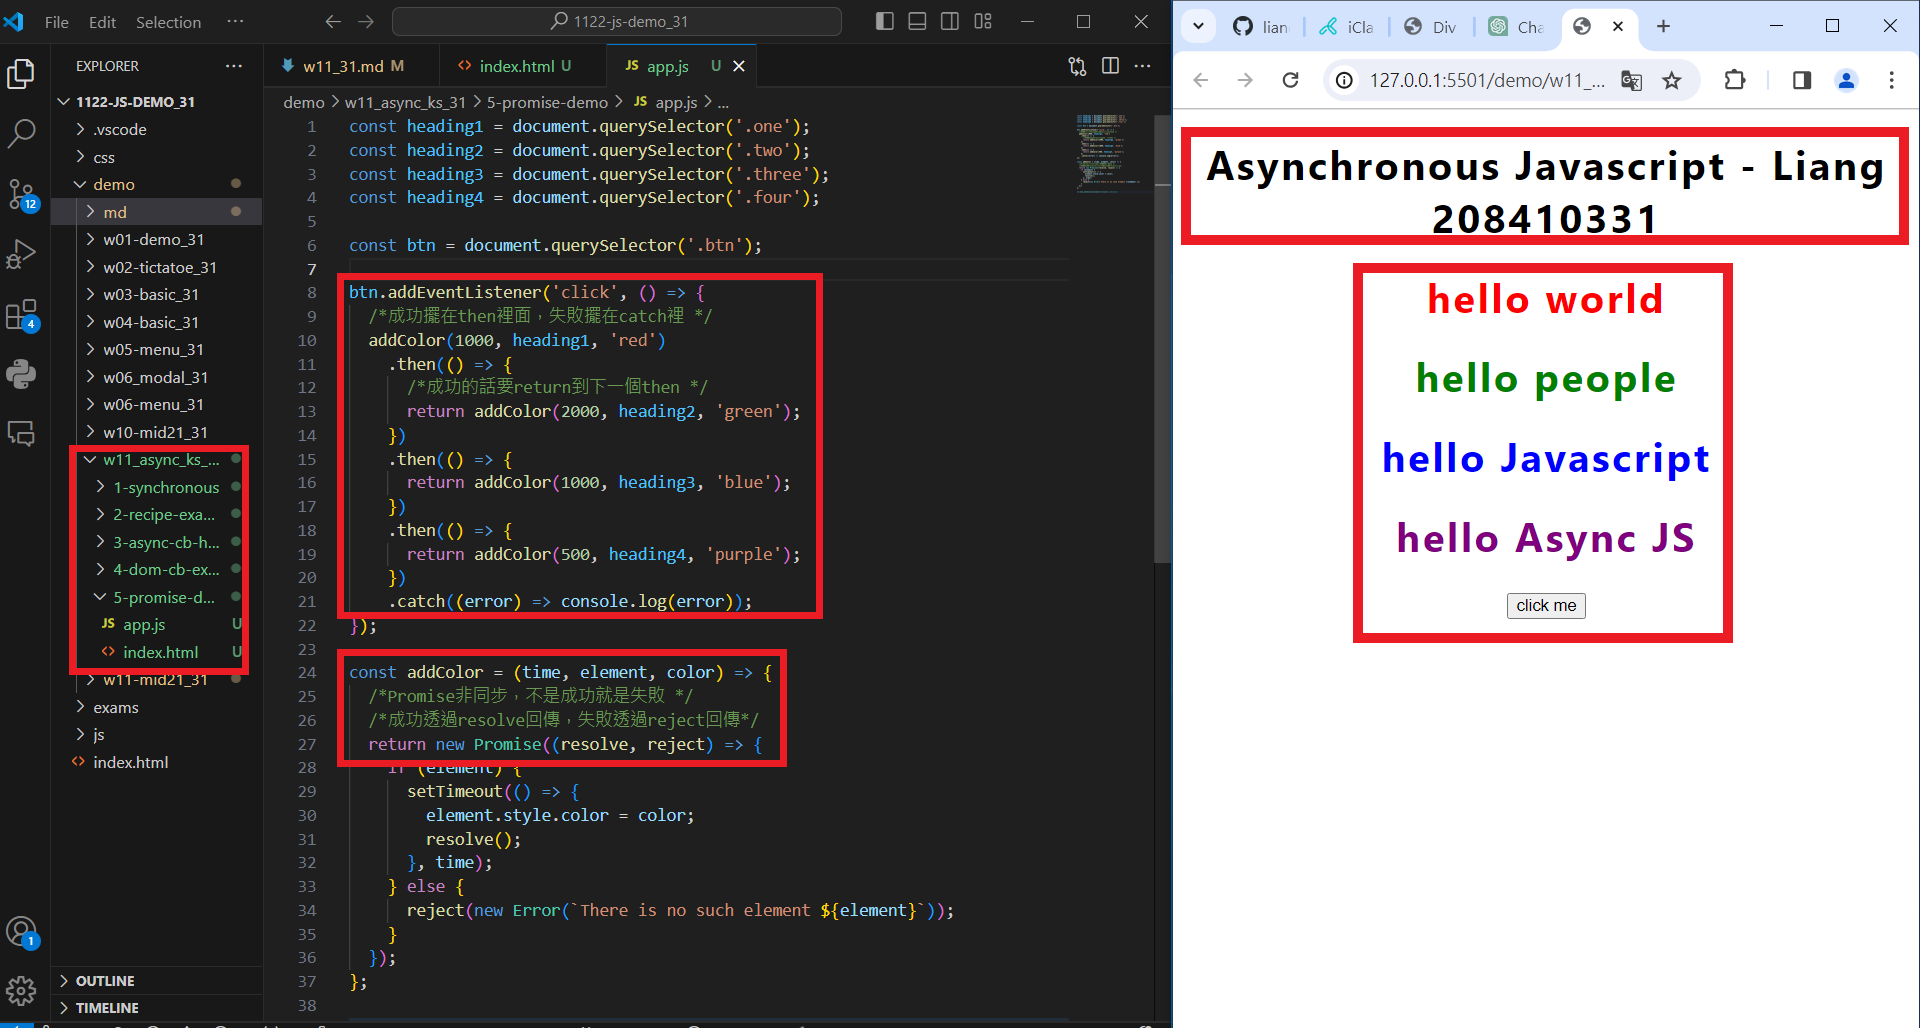 File Edit Selection ···
1122-js-demo_31
EXPLORER ···
1122-JS-DEMO_31
.vscode
css
demo
md
w01-demo_31
w02-tictatoe_31
w03-basic_31
w04-basic_31
w05-menu_31
w06_modal_31
w06-menu_31
w10-mid21_31
w11_async_ks_...
1-synchronous
2-recipe-exa...
3-async-cb-h...
4-dom-cb-ex...
5-promise-d...
JS app.js U
<> index.html U
w11-mid21_31
exams
js
<> index.html
OUTLINE
TIMELINE
12
4
1
w11_31.md M
<> index.html U
JS app.js U
demo > w11_async_ks_31 > 5-promise-demo > JS app.js > ...
1 const heading1 = document.querySelector('.one');
2 const heading2 = document.querySelector('.two');
3 const heading3 = document.querySelector('.three');
4 const heading4 = document.querySelector('.four');
5
6 const btn = document.querySelector('.btn');
7
8 btn.addEventListener('click', () => {
9 /*成功擺在then裡面，失敗擺在catch裡 */
10 addColor(1000, heading1, 'red')
11 .then(() => {
12 /*成功的話要return到下一個then */
13 return addColor(2000, heading2, 'green');
14 })
15 .then(() => {
16 return addColor(1000, heading3, 'blue');
17 })
18 .then(() => {
19 return addColor(500, heading4, 'purple');
20 })
21 .catch((error) => console.log(error));
22 });
23
24 const addColor = (time, element, color) => {
25 /*Promise非同步，不是成功就是失敗 */
26 /*成功透過resolve回傳，失敗透過reject回傳*/
27 return new Promise((resolve, reject) => {
28 if (element) {
29 setTimeout(() => {
30 element.style.color = color;
31 resolve();
32 }, time);
33 } else {
34 reject(new Error(`There is no such element ${element}`));
35 }
36 });
37 };
38
lian
iCla
Div
Cha
127.0.0.1:5501/demo/w11_...
Asynchronous Javascript - Liang
208410331
hello world
hello people
hello Javascript
hello Async JS
click me